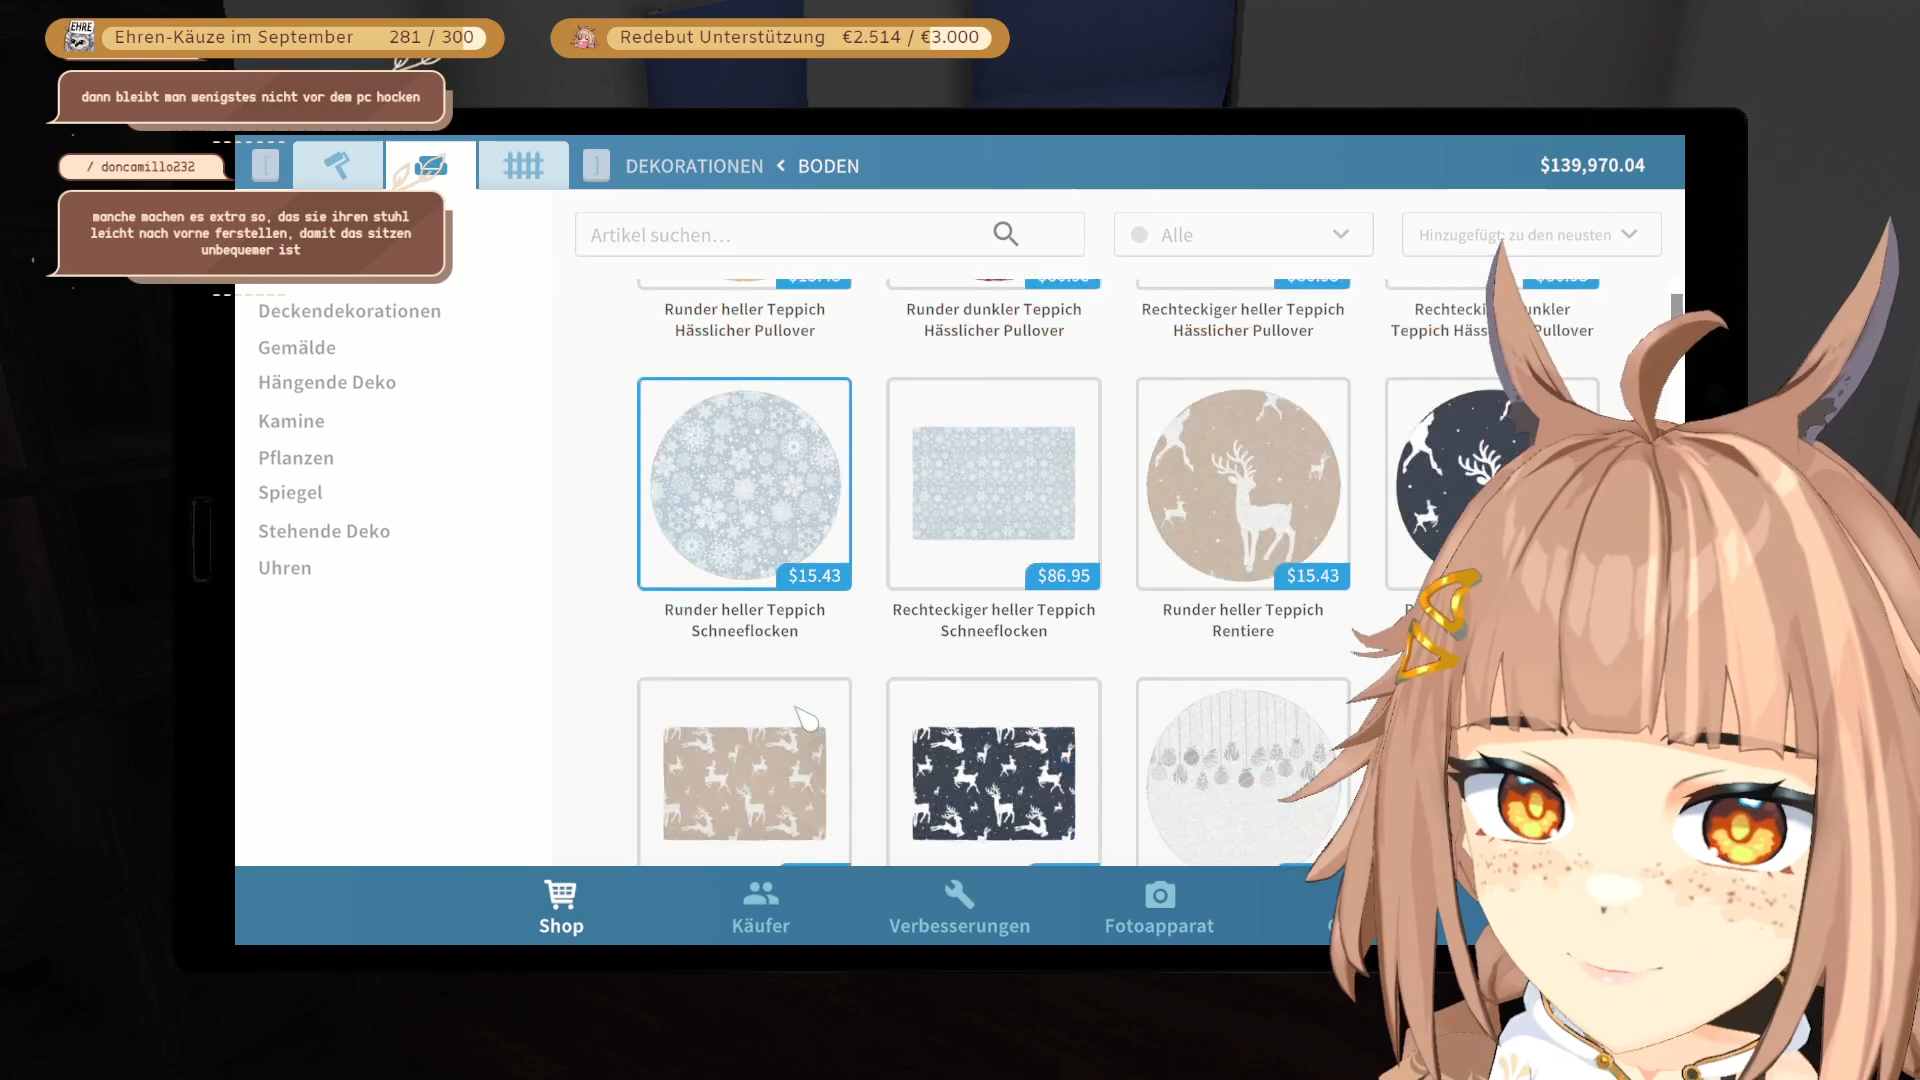 EHRE
Ehren-Käuze im September 281 / 300
Redebut Unterstützung €2.514 / €3.000
dann bleibt man wenigstes nicht vor dem pc hocken
/ doncamillo232
manche machen es extra so, das sie ihren stuhl
leicht nach vorne ferstellen, damit das sitzen
unbequemer ist
[
]
DEKORATIONEN < BODEN
$139,970.04
Artikel suchen...
Alle
Hinzugefügt: zu den neusten
Deckendekorationen
Gemälde
Hängende Deko
Kamine
Pflanzen
Spiegel
Stehende Deko
Uhren
Runder heller Teppich
Hässlicher Pullover
Runder dunkler Teppich
Hässlicher Pullover
Rechteckiger heller Teppich
Hässlicher Pullover
$15.43
Runder heller Teppich
Schneeflocken
$86.95
Rechteckiger heller Teppich
Schneeflocken
$15.43
Runder heller Teppich
Rentiere
Shop
Käufer
Verbesserungen
Fotoapparat